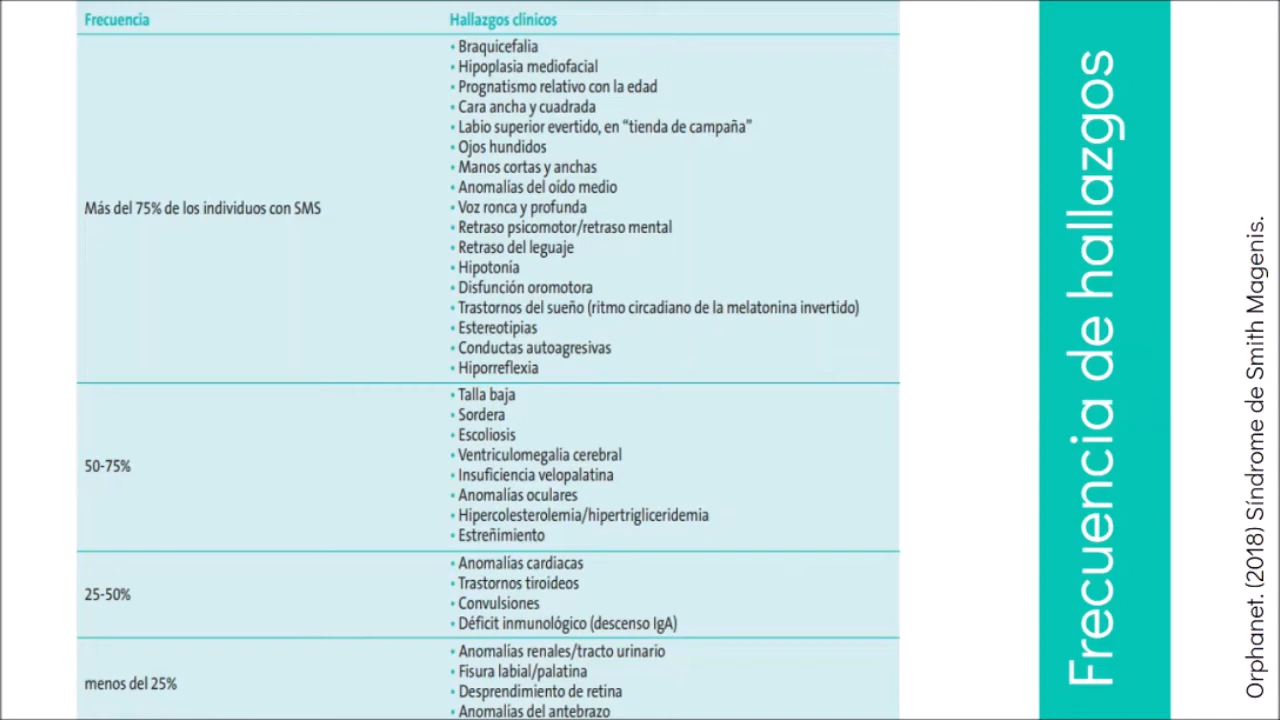 Frecuencia
Hallazgos clínicos
Más del 75% de los individuos con SMS
• Braquicefalia
• Hipoplasia mediofacial
• Prognatismo relativo con la edad
• Cara ancha y cuadrada
• Labio superior evertido, en “tienda de campaña”
• Ojos hundidos
• Manos cortas y anchas
• Anomalías del oído medio
• Voz ronca y profunda
• Retraso psicomotor/retraso mental
• Retraso del leguaje
• Hipotonía
• Disfunción oromotora
• Trastornos del sueño (ritmo circadiano de la melatonina invertido)
• Estereotipias
• Conductas autoagresivas
• Hiporreflexia
50-75%
• Talla baja
• Sordera
• Escoliosis
• Ventriculomegalia cerebral
• Insuficiencia velopalatina
• Anomalías oculares
• Hipercolesterolemia/hipertrigliceridemia
• Estreñimiento
25-50%
• Anomalías cardiacas
• Trastornos tiroideos
• Convulsiones
• Déficit inmunológico (descenso IgA)
menos del 25%
• Anomalías renales/tracto urinario
• Fisura labial/palatina
• Desprendimiento de retina
• Anomalías del antebrazo
Frecuencia de hallazgos
Orphanet. (2018) Síndrome de Smith Magenis.